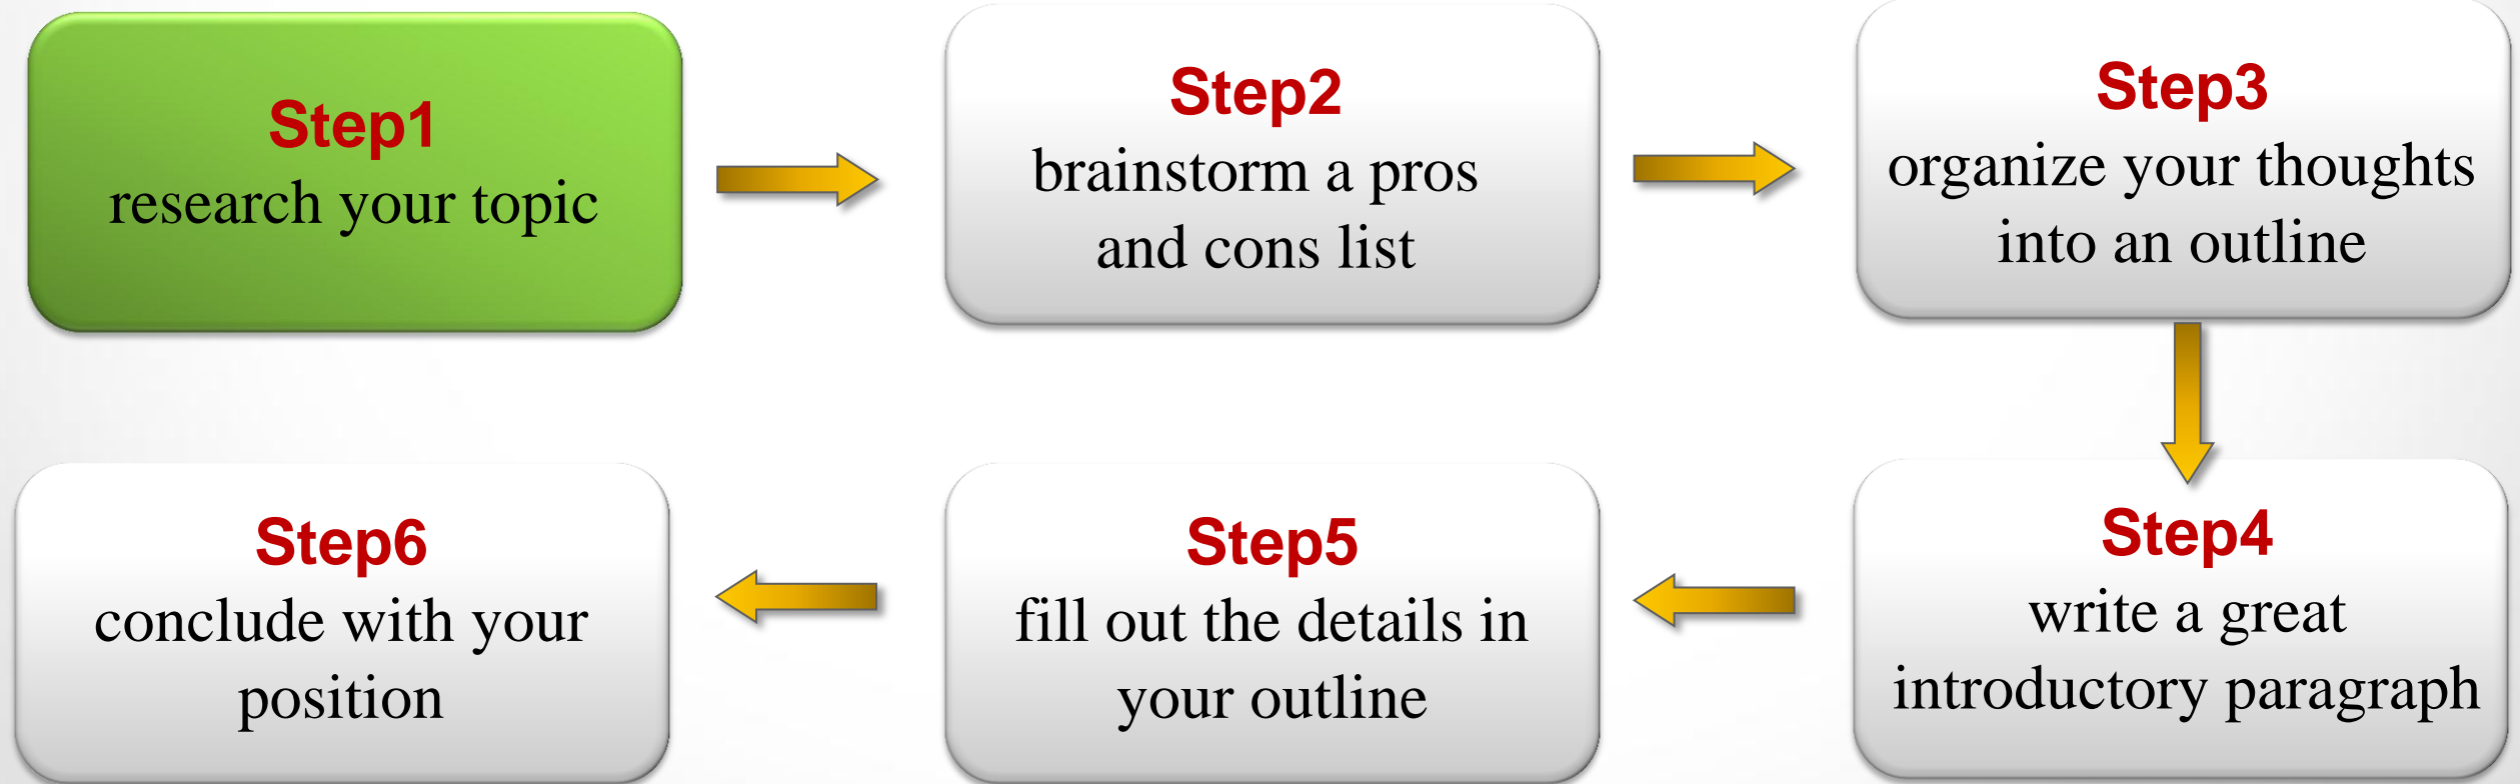 Step1
research your topic
Step2
brainstorm a pros
and cons list
Step3
organize your thoughts
into an outline
Step4
write a great
introductory paragraph
Step5
fill out the details in
your outline
Step6
conclude with your
position